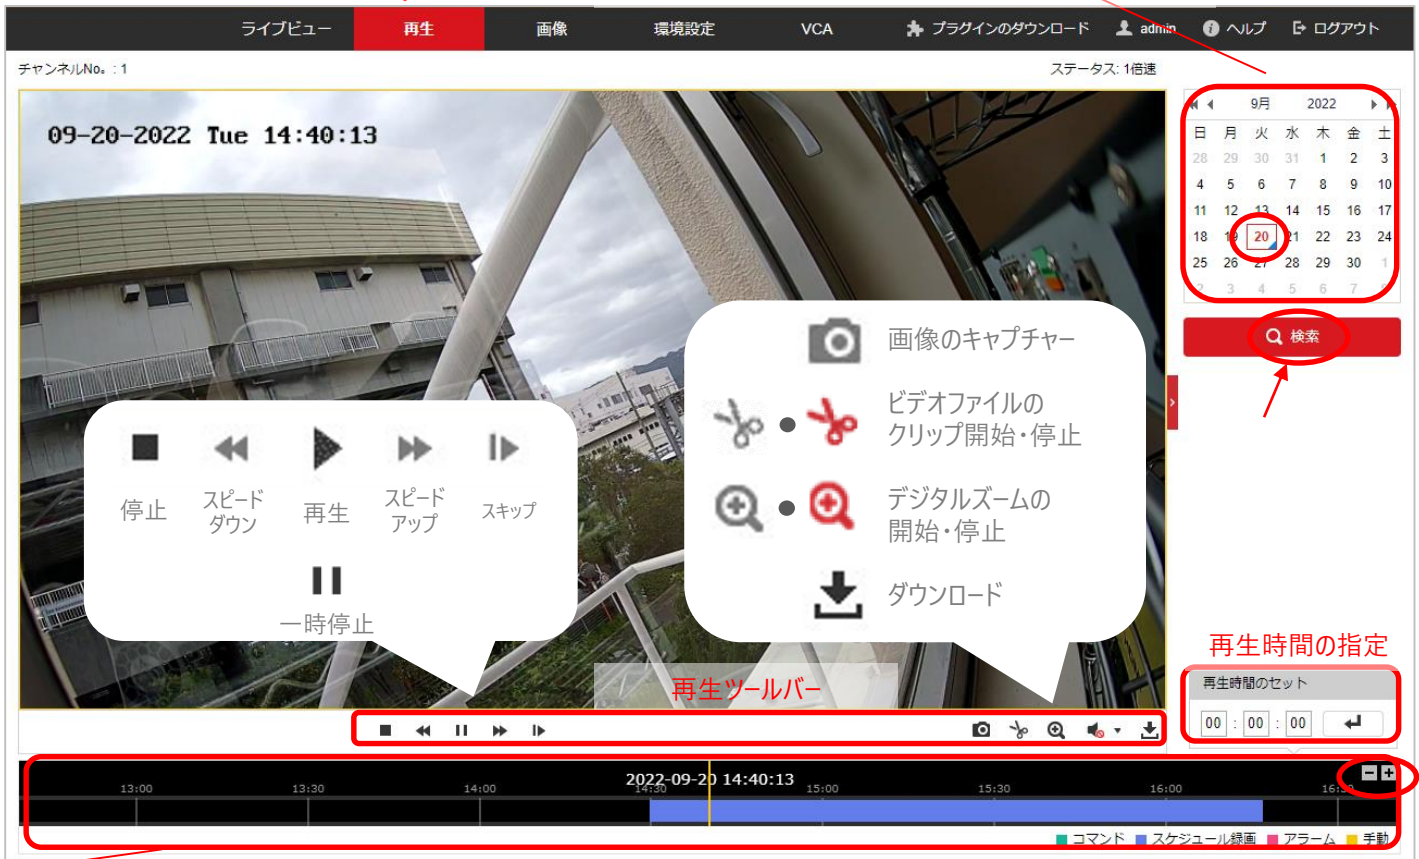 ライブビュー 再生 画像 環境設定 VCA プラグインのダウンロード admin ヘルプ ログアウト
チャンネルNo。: 1 ステータス: 1倍速
09-20-2022 Tue 14:40:13
9月 2022
日 月 火 水 木 金 土
28 29 30 31 1 2 3
4 5 6 7 8 9 10
11 12 13 14 15 16 17
18 19 20 21 22 23 24
25 26 27 28 29 30 1
2 3 4 5 6 7 8
検索
画像のキャプチャー
ビデオファイルの
クリップ開始・停止
デジタルズームの
開始・停止
ダウンロード
停止
スピード
ダウン
再生
スピード
アップ
スキップ
一時停止
再生ツールバー
再生時間の指定
再生時間のセット
00 : 00 : 00
2022-09-20 14:40:13
13:00 13:30 14:00 14:30 15:00 15:30 16:00 16:30
コマンド スケジュール録画 アラーム 手動